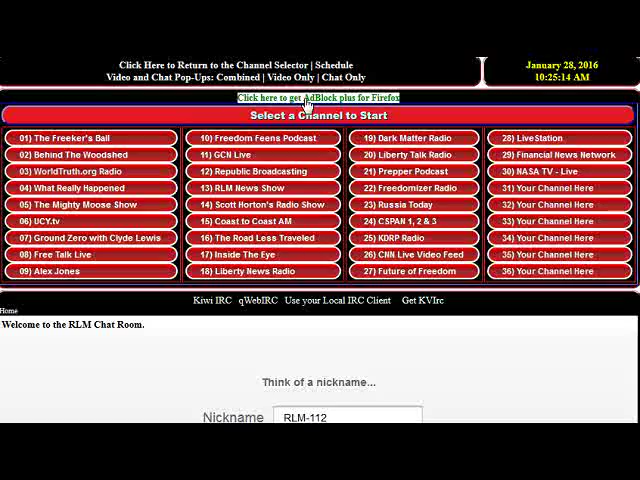 Click Here to Return to the Channel Selector | Schedule
Video and Chat Pop-Ups: Combined | Video Only | Chat Only
January 28, 2016
10:25:14 AM
Click here to get AdBlock plus for Firefox
Select a Channel to Start
01) The Freeker's Ball
02) Behind The Woodshed
03) WorldTruth.org Radio
04) What Really Happened
05) The Mighty Moose Show
06) UCY.tv
07) Ground Zero with Clyde Lewis
08) Free Talk Live
09) Alex Jones
10) Freedom Feens Podcast
11) GCN Live
12) Republic Broadcasting
13) RLM News Show
14) Scott Horton's Radio Show
15) Coast to Coast AM
16) The Road Less Traveled
17) Inside The Eye
18) Liberty News Radio
19) Dark Matter Radio
20) Liberty Talk Radio
21) Prepper Podcast
22) Freedomizer Radio
23) Russia Today
24) CSPAN 1, 2 & 3
25) KDRP Radio
26) CNN Live Video Feed
27) Future of Freedom
28) LiveStation
29) Financial News Network
30) NASA TV - Live
31) Your Channel Here
32) Your Channel Here
33) Your Channel Here
34) Your Channel Here
35) Your Channel Here
36) Your Channel Here
Kiwi IRC qWebIRC Use your Local IRC Client Get KVIrc
Home
Welcome to the RLM Chat Room.
Think of a nickname...
Nickname RLM-112